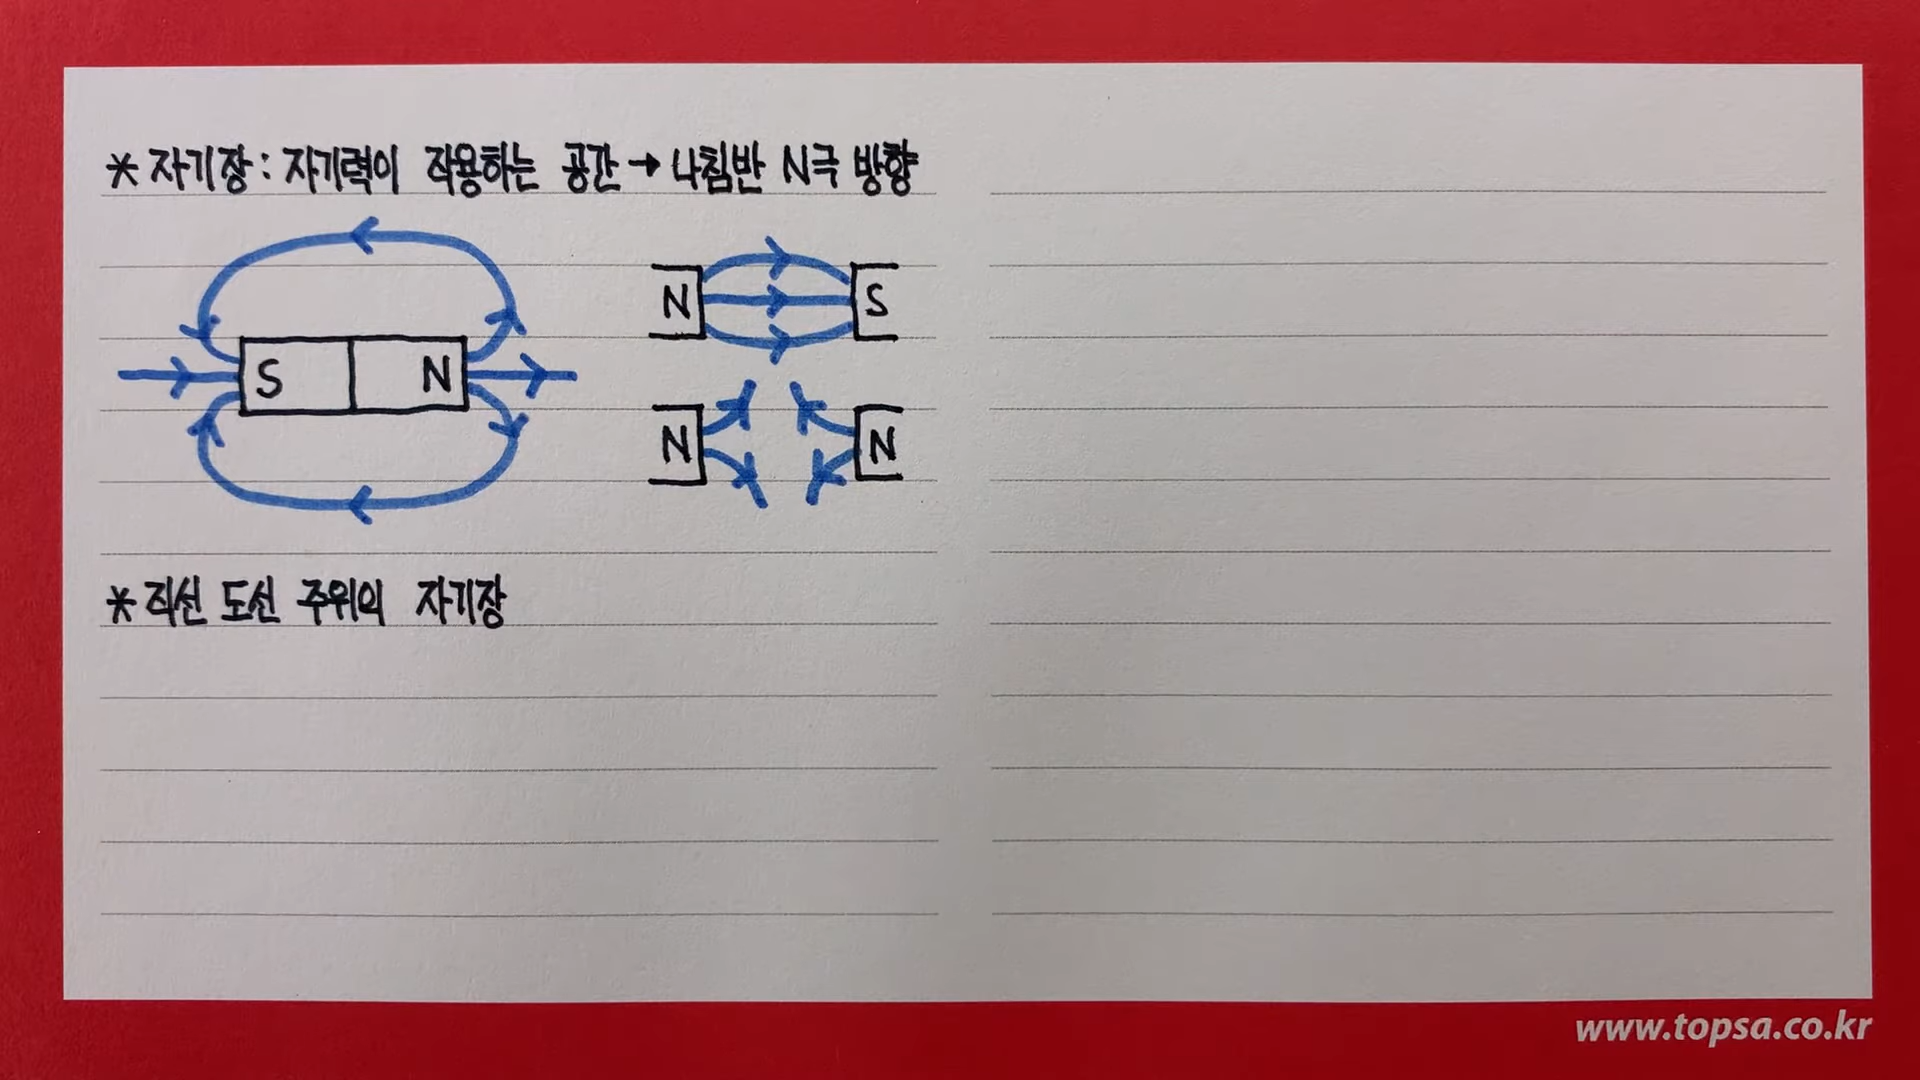 * 자기장 : 자기력이 작용하는 공간 → 나침반 N극 방향
N S
S N
N N
* 직선 도선 주위의 자기장
www.topsa.co.kr